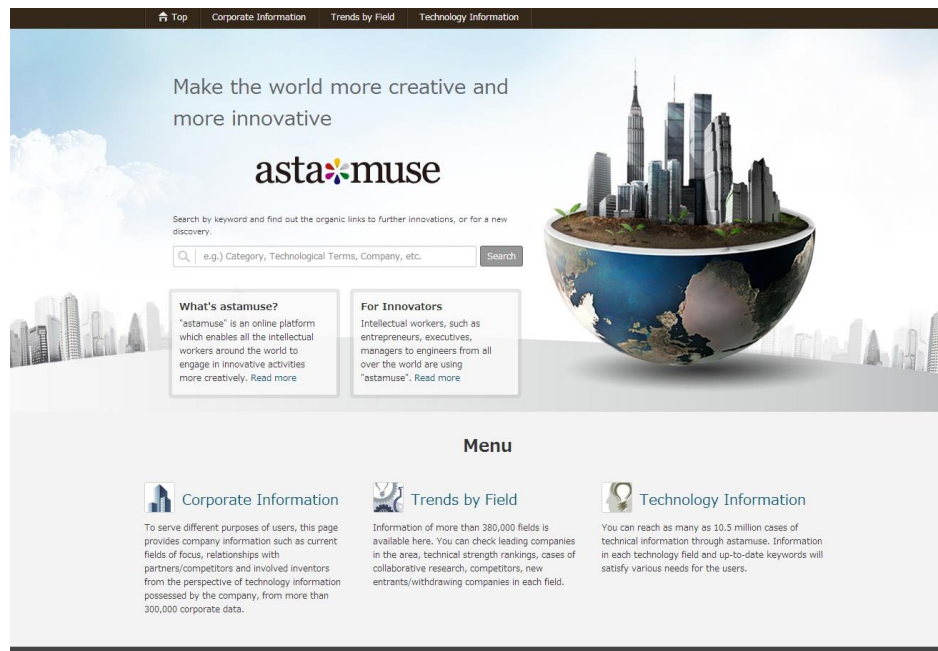 Top Corporate Information Trends by Field Technology Information
Make the world more creative and
more innovative
astamuse
Search by keyword and find out the organic links to further innovations, or for a new
discovery.
e.g.) Category, Technological Terms, Company, etc. Search
What's astamuse?
"astamuse" is an online platform
which enables all the intellectual
workers around the world to
engage in innovative activities
more creatively. Read more
For Innovators
Intellectual workers, such as
entrepreneurs, executives,
managers to engineers from all
over the world are using
"astamuse". Read more
Menu
Corporate Information
To serve different purposes of users, this page
provides company information such as current
fields of focus, relationships with
partners/competitors and involved inventors
from the perspective of technology information
possessed by the company, from more than
300,000 corporate data.
Trends by Field
Information of more than 380,000 fields is
available here. You can check leading companies
in the area, technical strength rankings, cases of
collaborative research, competitors, new
entrants/withdrawing companies in each field.
Technology Information
You can reach as many as 10.5 million cases of
technical information through astamuse. Information
in each technology field and up-to-date keywords will
satisfy various needs for the users.